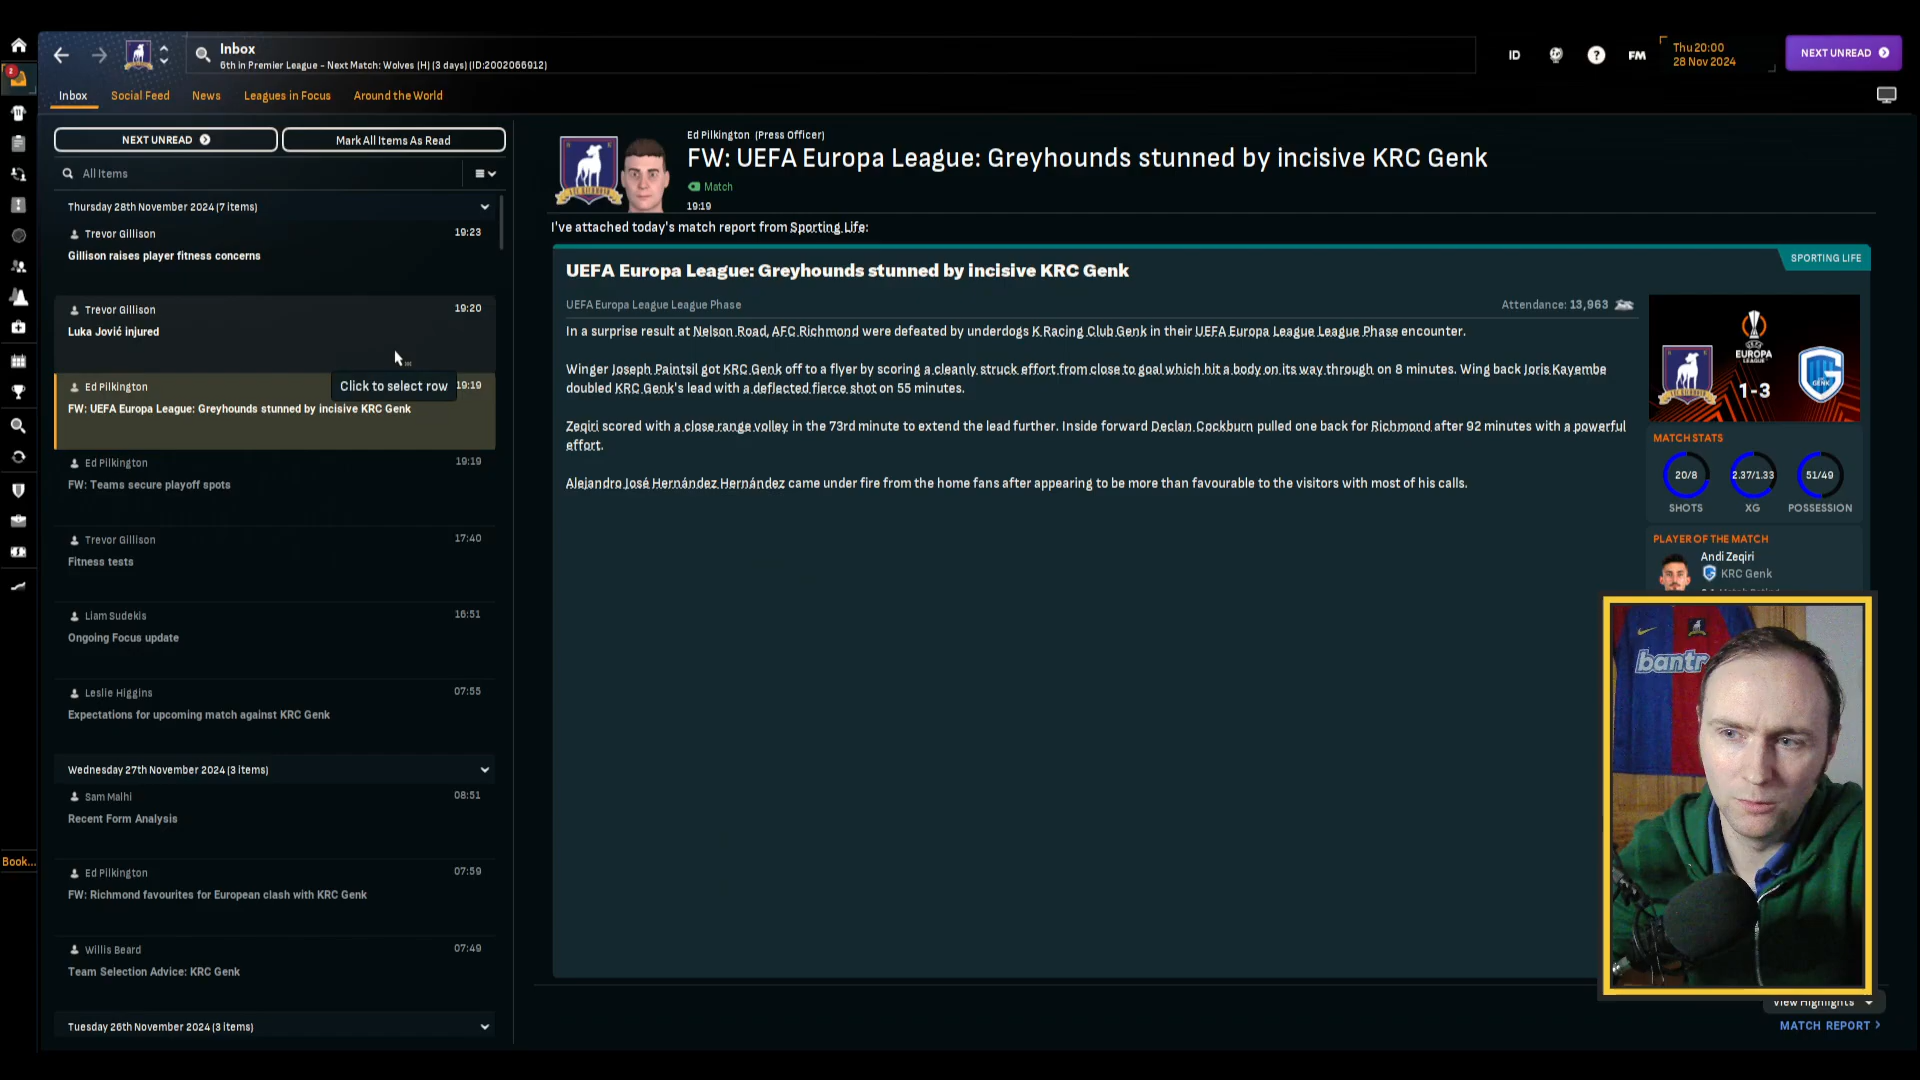 Inbox
6th in Premier League - Next Match: Wolves (H) (3 days) (ID:2002066912)
ID
?
FM
Thu 20:00
28 Nov 2024
NEXT UNREAD
2
Inbox
Social Feed
News
Leagues in Focus
Around the World
NEXT UNREAD
Mark All Items As Read
All Items
Thursday 28th November 2024 (7 items)
Trevor Gillison
19:23
Gillison raises player fitness concerns
Trevor Gillison
19:20
Luka Jović injured
Ed Pilkington
19:19
Click to select row
FW: UEFA Europa League: Greyhounds stunned by incisive KRC Genk
Ed Pilkington
19:19
FW: Teams secure playoff spots
Trevor Gillison
17:40
Fitness tests
Liam Sudekis
16:51
Ongoing Focus update
Leslie Higgins
07:55
Expectations for upcoming match against KRC Genk
Wednesday 27th November 2024 (3 items)
Sam Malhi
08:51
Recent Form Analysis
Book...
Ed Pilkington
07:59
FW: Richmond favourites for European clash with KRC Genk
Willis Beard
07:49
Team Selection Advice: KRC Genk
Tuesday 26th November 2024 (3 items)
Ed Pilkington (Press Officer)
FW: UEFA Europa League: Greyhounds stunned by incisive KRC Genk
Match
19:19
I've attached today's match report from Sporting Life:
UEFA Europa League: Greyhounds stunned by incisive KRC Genk
SPORTING LIFE
UEFA Europa League League Phase
Attendance: 13,963
In a surprise result at Nelson Road, AFC Richmond were defeated by underdogs K Racing Club Genk in their UEFA Europa League League Phase encounter.
Winger Joseph Paintsil got KRC Genk off to a flyer by scoring a cleanly struck effort from close to goal which hit a body on its way through on 8 minutes. Wing back Joris Kayembe
doubled KRC Genk's lead with a deflected fierce shot on 55 minutes.
Zeqiri scored with a close range volley in the 73rd minute to extend the lead further. Inside forward Declan Cockburn pulled one back for Richmond after 92 minutes with a powerful
effort.
Alejandro José Hernández Hernández came under fire from the home fans after appearing to be more than favourable to the visitors with most of his calls.
EUROPA
LEAGUE
1-3
GENK
MATCH STATS
20/8
2.37/1.33
51/49
SHOTS
XG
POSSESSION
PLAYER OF THE MATCH
Andi Zeqiri
KRC Genk
bantr
View Highlights
MATCH REPORT